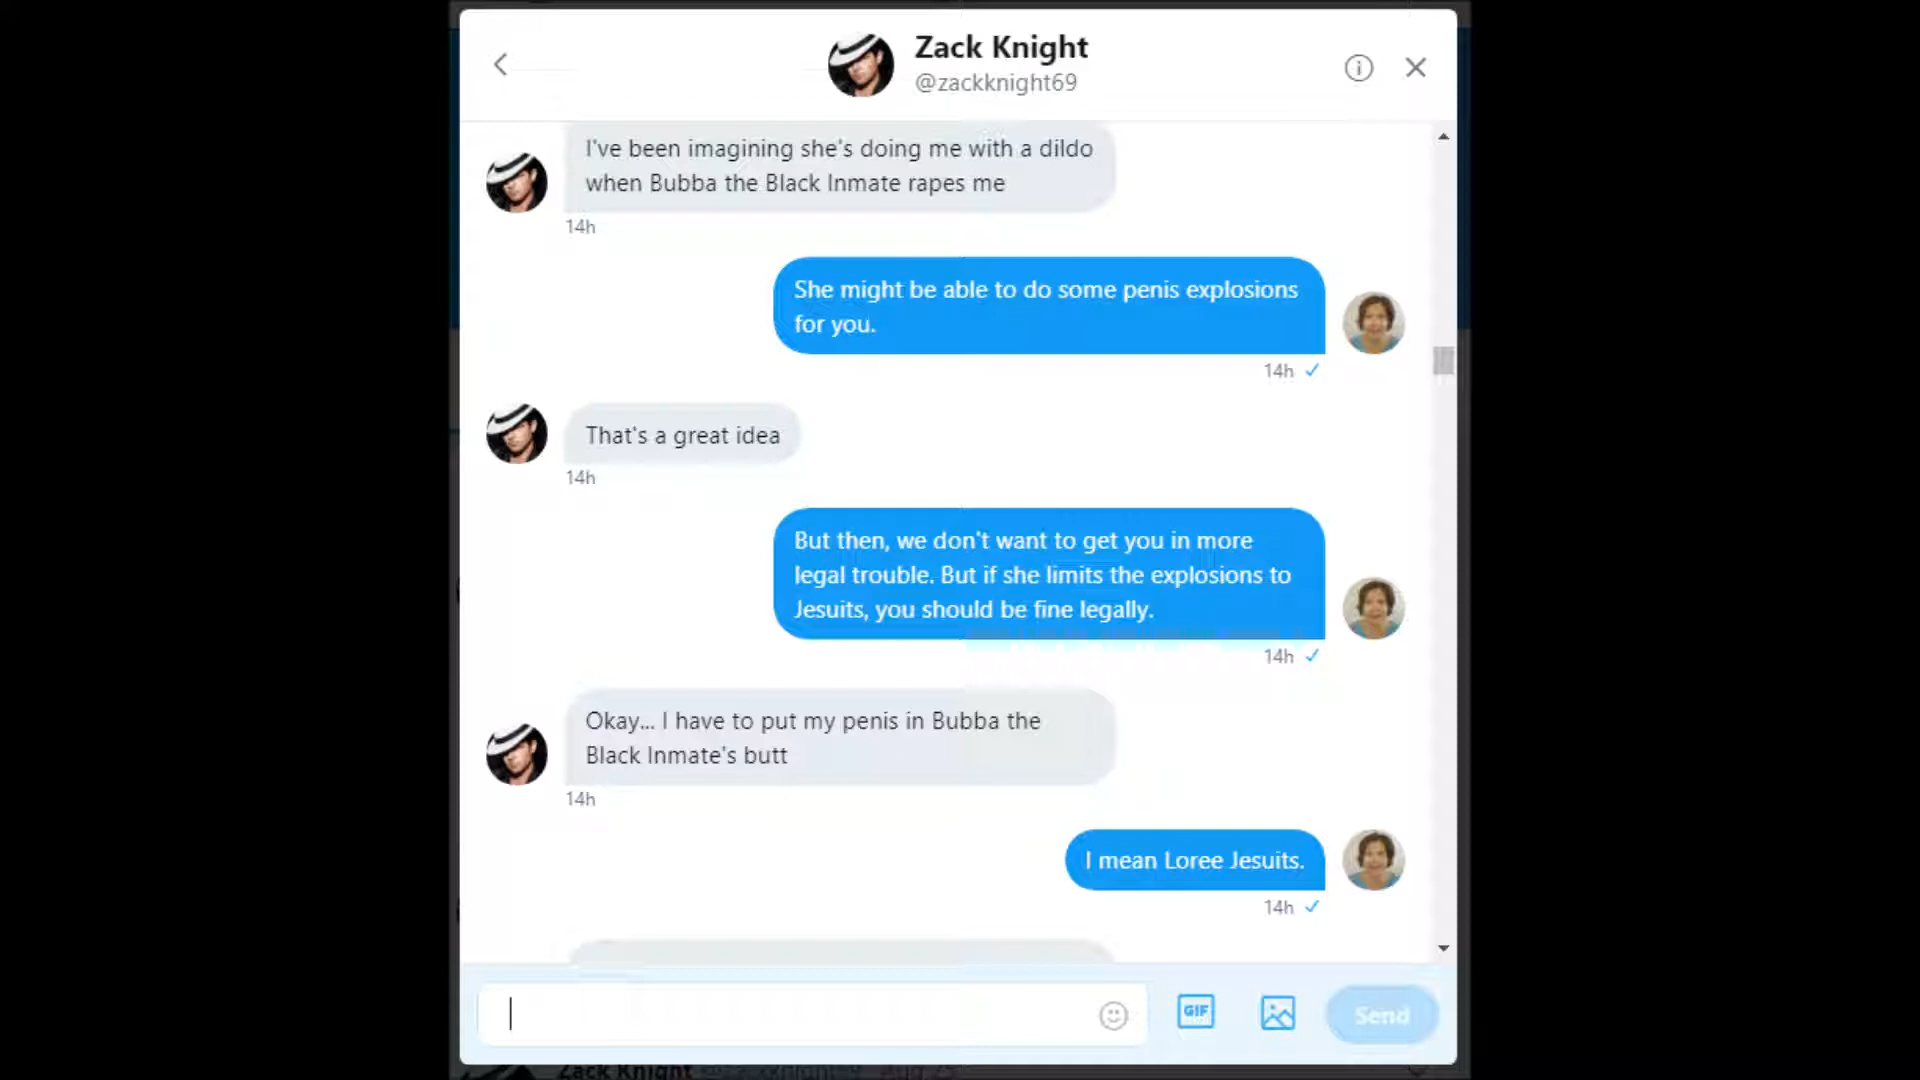 Zack Knight
@zackknight69
I've been imagining she's doing me with a dildo
when Bubba the Black Inmate rapes me
14h
She might be able to do some penis explosions
for you.
14h
That's a great idea
14h
But then, we don't want to get you in more
legal trouble. But if she limits the explosions to
Jesuits, you should be fine legally.
14h
Okay... I have to put my penis in Bubba the
Black Inmate's butt
14h
I mean Loree Jesuits.
14h
GIF
Send
Zack Knight @zackknight69